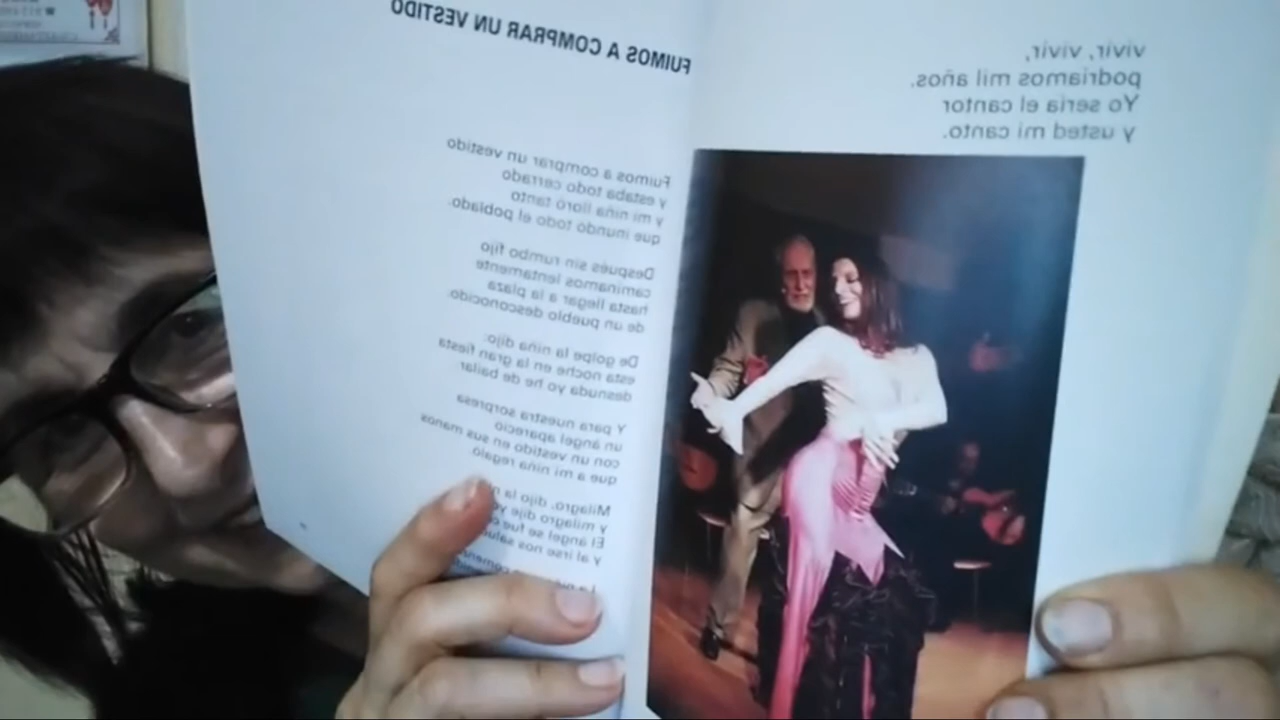 vivir, vivir,
podriamos mil años.
Yo seria el cantor
y usted mi canto.
FUIMOS A COMPRAR UN VESTIDO
Fuimos a comprar un vestido
y estaba todo cerrado
y mi niña lloró tanto
que inundó todo el poblado.
Después sin rumbo fijo
caminamos lentamente
hasta llegar a la plaza
de un pueblo desconocido.
De golpe la niña dijo:
esta noche en la gran fiesta
desnuda yo he de bailar
Y para nuestra sorpresa
un ángel apareció
con un vestido en sus manos
que a mi niña regaló
Milagro, dijo la
y milagro dije
El ángel se fue
y al irse nos